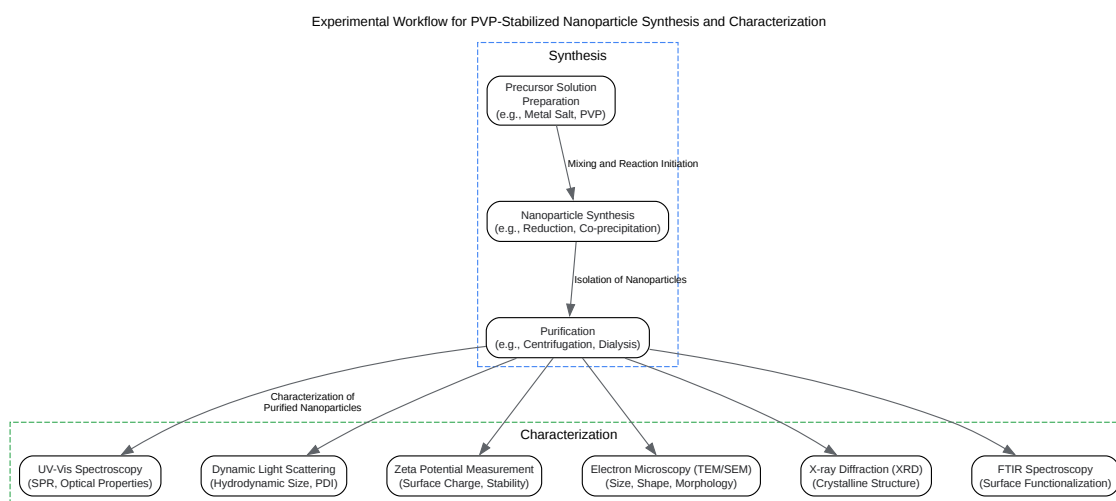 Experimental Workflow for PVP-Stabilized Nanoparticle Synthesis and Characterization
Synthesis
Precursor Solution
Preparation
(e.g., Metal Salt, PVP)
Mixing and Reaction Initiation
Nanoparticle Synthesis
(e.g., Reduction, Co-precipitation)
Isolation of Nanoparticles
Purification
(e.g., Centrifugation, Dialysis)
Characterization of
Purified Nanoparticles
Characterization
UV-Vis Spectroscopy
(SPR, Optical Properties)
Dynamic Light Scattering
(Hydrodynamic Size, PDI)
Zeta Potential Measurement
(Surface Charge, Stability)
Electron Microscopy (TEM/SEM)
(Size, Shape, Morphology)
X-ray Diffraction (XRD)
(Crystalline Structure)
FTIR Spectroscopy
(Surface Functionalization)